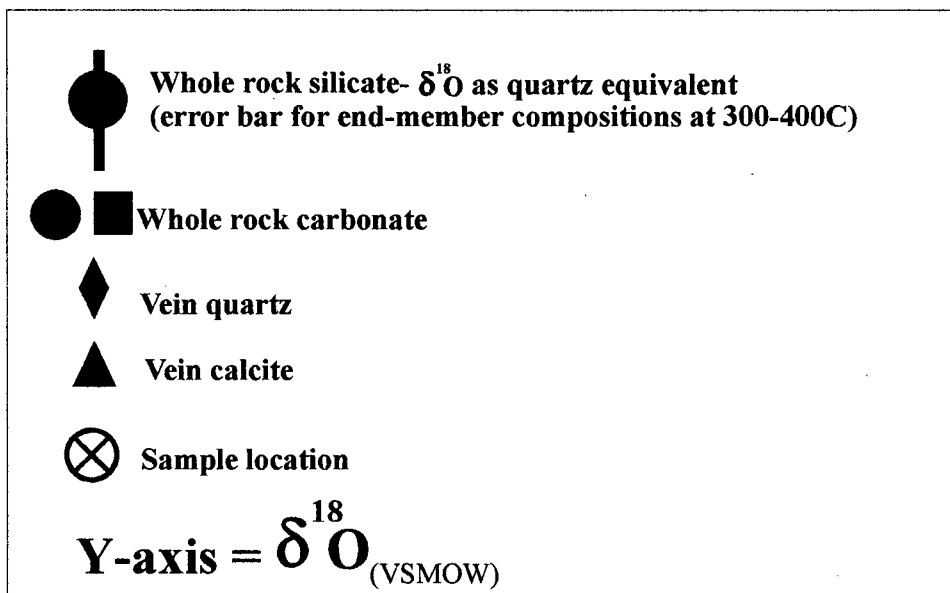 Whole rock silicate- δ¹⁸O as quartz equivalent
(error bar for end-member compositions at 300-400C)
Whole rock carbonate
Vein quartz
Vein calcite
Sample location
Y-axis = δ¹⁸O(VSMOW)